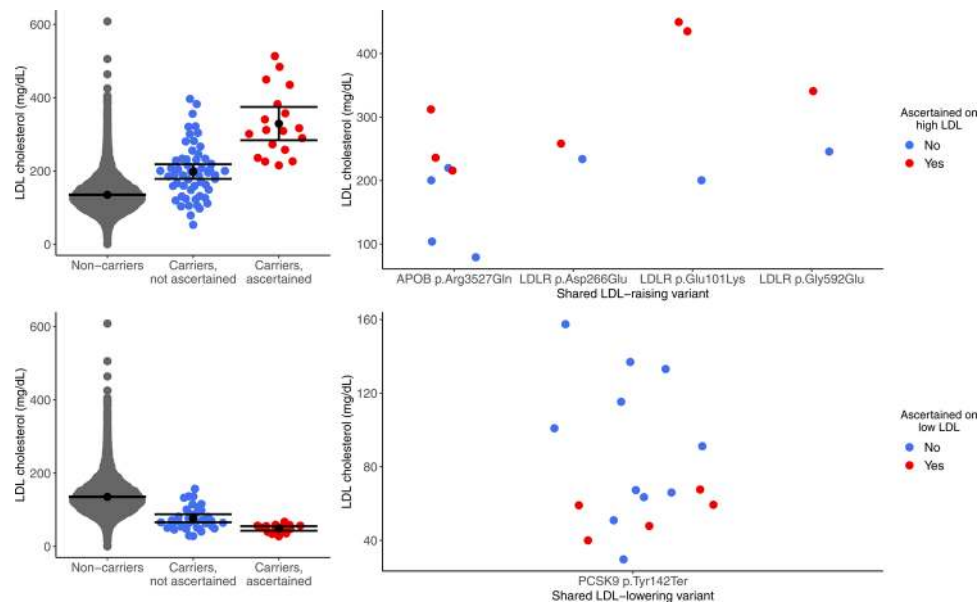 LDL cholesterol (mg/dL)
600
400
200
0
Non−carriers
Carriers,
not ascertained
Carriers,
ascertained
LDL cholesterol (mg/dL)
400
300
200
100
APOB p.Arg3527Gln
LDLR p.Asp266Glu
LDLR p.Glu101Lys
LDLR p.Gly592Glu
Shared LDL−raising variant
Ascertained on
high LDL
No
Yes
LDL cholesterol (mg/dL)
600
400
200
0
Non−carriers
Carriers,
not ascertained
Carriers,
ascertained
LDL cholesterol (mg/dL)
160
120
80
40
PCSK9 p.Tyr142Ter
Shared LDL−lowering variant
Ascertained on
low LDL
No
Yes